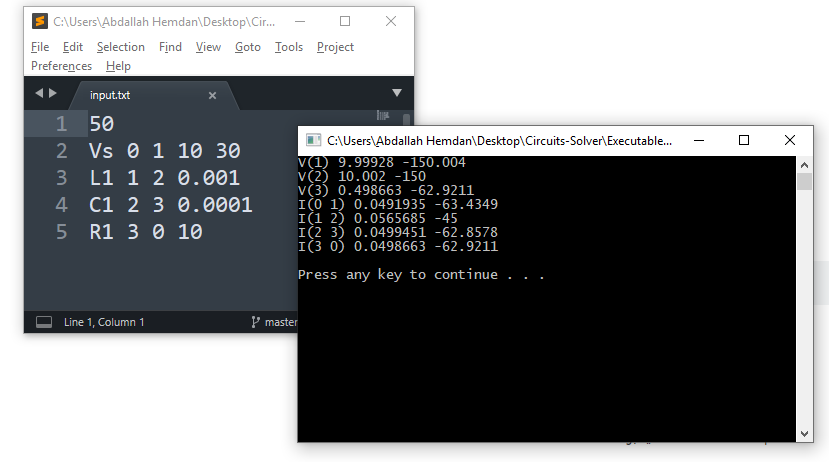 C:\Users\Abdallah Hemdan\Desktop\Cir...
File Edit Selection Find View Goto Tools Project
Preferences Help
input.txt
1 50
2 Vs 0 1 10 30
3 L1 1 2 0.001
4 C1 2 3 0.0001
5 R1 3 0 10
Line 1, Column 1 master
C:\Users\Abdallah Hemdan\Desktop\Circuits-Solver\Executable...
V(1) 9.99928 -150.004
V(2) 10.002 -150
V(3) 0.498663 -62.9211
I(0 1) 0.0491935 -63.4349
I(1 2) 0.0565685 -45
I(2 3) 0.0499451 -62.8578
I(3 0) 0.0498663 -62.9211
Press any key to continue . . .